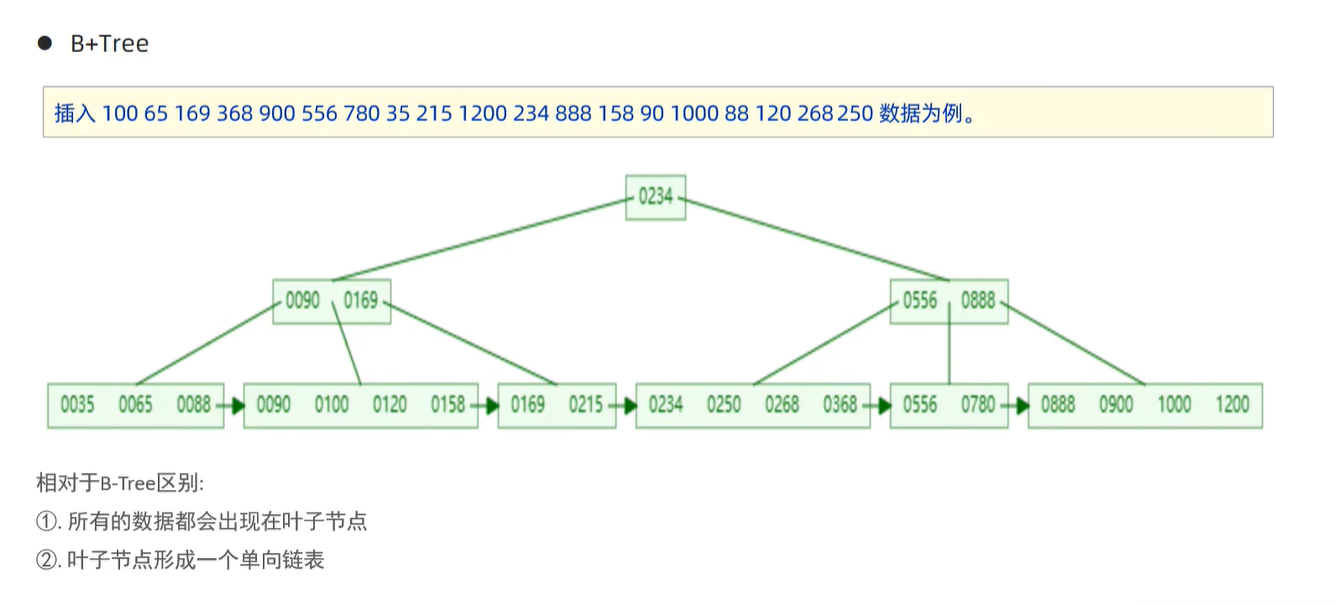 ● B+Tree
插入 100 65 169 368 900 556 780 35 215 1200 234 888 158 90 1000 88 120 268 250 数据为例。
0234
0090 0169 0556 0888
0035 0065 0088 0090 0100 0120 0158 0169 0215 0234 0250 0268 0368 0556 0780 0888 0900 1000 1200
相对于B-Tree区别:
①. 所有的数据都会出现在叶子节点
②. 叶子节点形成一个单向链表